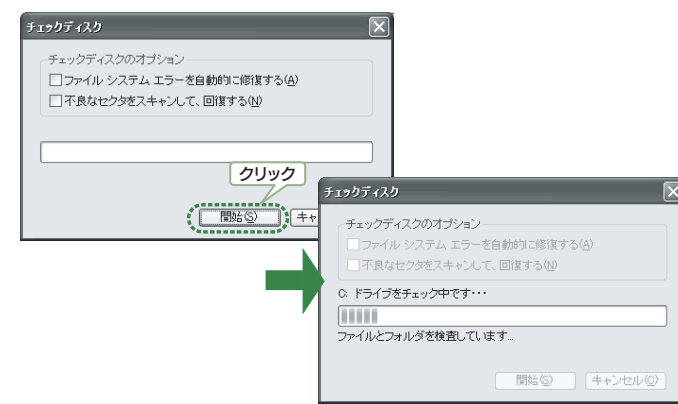 チェックディスク
チェックディスクのオプション
ファイル システム エラーを自動的に修復する(A)
不良なセクタをスキャンして、回復する(N)
クリック
開始(S)
キャ
チェックディスク
チェックディスクのオプション
ファイル システム エラーを自動的に修復する(A)
不良なセクタをスキャンして、回復する(N)
C: ドライブをチェック中です・・・
ファイルとフォルダを検査しています...
開始(S)
キャンセル(C)